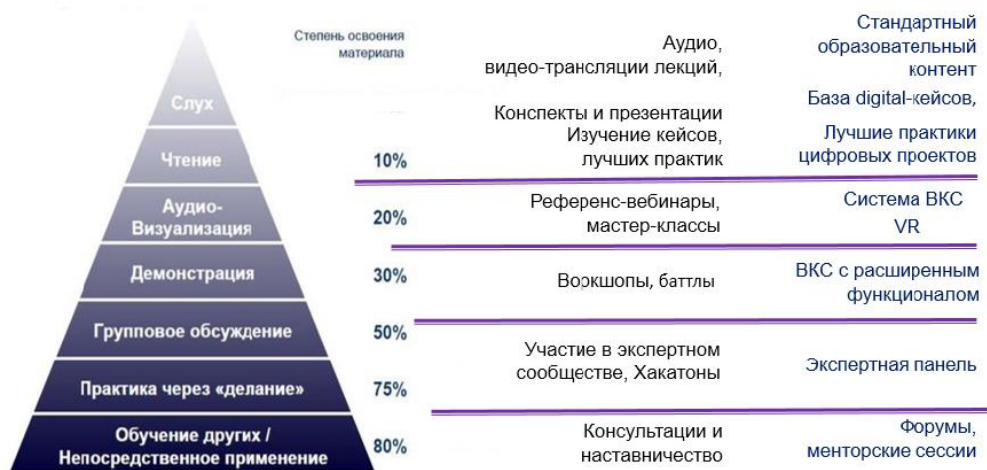 Степень освоения
материала
Слух
Чтение
10%
Аудио-
Визуализация
20%
Демонстрация
30%
Групповое обсуждение
50%
Практика через «делание»
75%
Обучение других /
Непосредственное применение
80%
Аудио,
видео-трансляции лекций,
Конспекты и презентации
Изучение кейсов,
лучших практик
Стандартный
образовательный
контент
База digital-кейсов,
Лучшие практики
цифровых проектов
Референс-вебинары,
мастер-классы
Система ВКС
VR
Воркшопы, баттлы
ВКС с расширенным
функционалом
Участие в экспертном
сообществе, Хакатоны
Экспертная панель
Консультации и
наставничество
Форумы,
менторские сессии